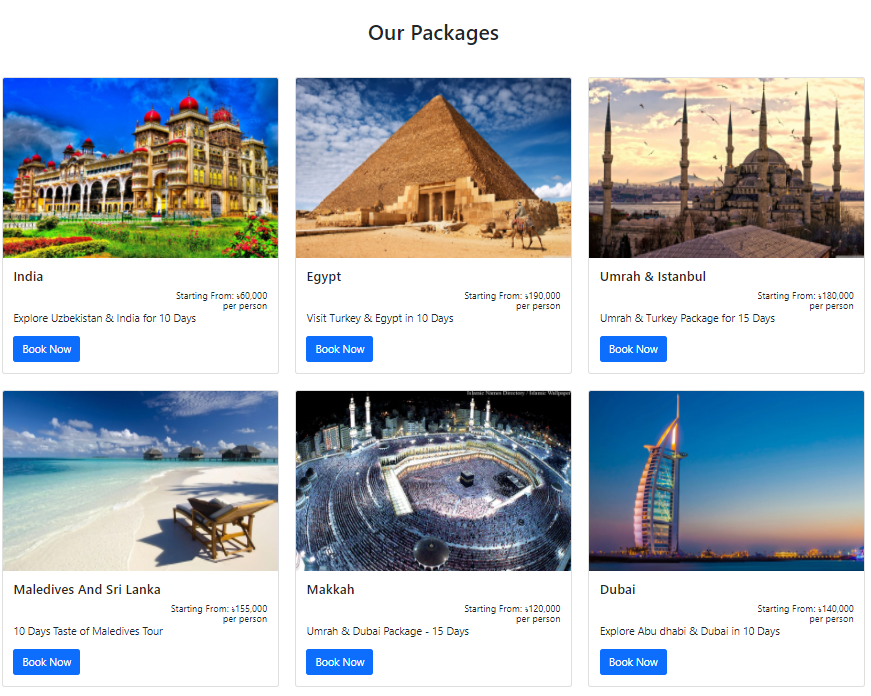 Our Packages
India
Starting From: ৳60,000
per person
Explore Uzbekistan & India for 10 Days
Book Now
Egypt
Starting From: ৳190,000
per person
Visit Turkey & Egypt in 10 Days
Book Now
Umrah & Istanbul
Starting From: ৳180,000
per person
Umrah & Turkey Package for 15 Days
Book Now
Maledives And Sri Lanka
Starting From: ৳155,000
per person
10 Days Taste of Maledives Tour
Book Now
Islamic Names Directory / Islamic Wallpaper
Makkah
Starting From: ৳120,000
per person
Umrah & Dubai Package - 15 Days
Book Now
Dubai
Starting From: ৳140,000
per person
Explore Abu dhabi & Dubai in 10 Days
Book Now